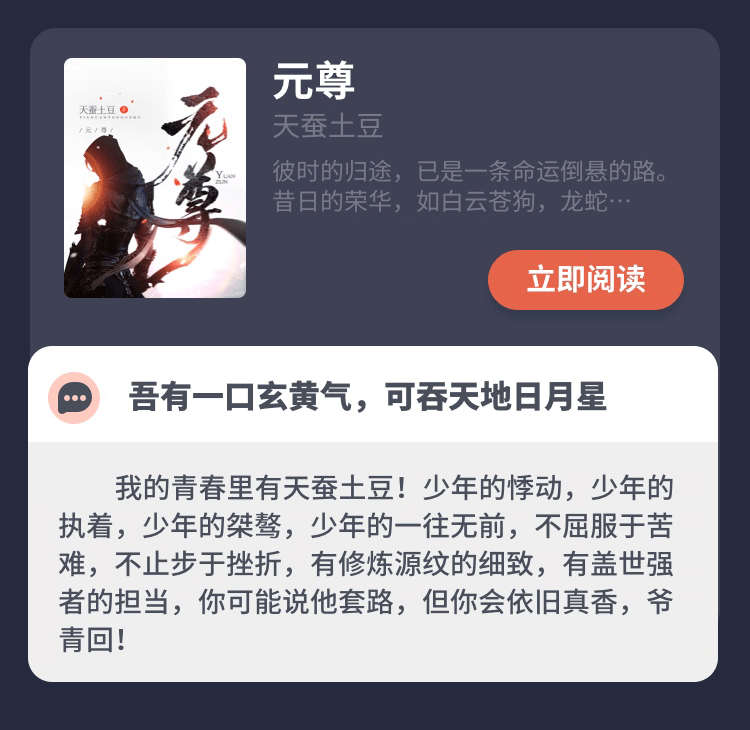 天蚕土豆 著
TIANCANTUDOUZHU
/ 元 / 尊 /
元尊
YUAN
ZUN
元尊
天蚕土豆
彼时的归途，已是一条命运倒悬的路。
昔日的荣华，如白云苍狗，龙蛇…
立即阅读
吾有一口玄黄气，可吞天地日月星
我的青春里有天蚕土豆！少年的悸动，少年的
执着，少年的桀骜，少年的一往无前，不屈服于苦
难，不止步于挫折，有修炼源纹的细致，有盖世强
者的担当，你可能说他套路，但你会依旧真香，爷
青回！